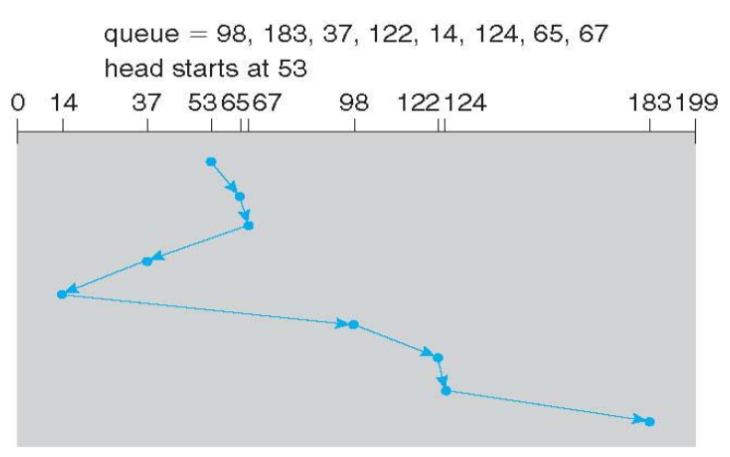 queue = 98, 183, 37, 122, 14, 124, 65, 67
head starts at 53
0 14 37 53 65 67 98 122 124 183 199